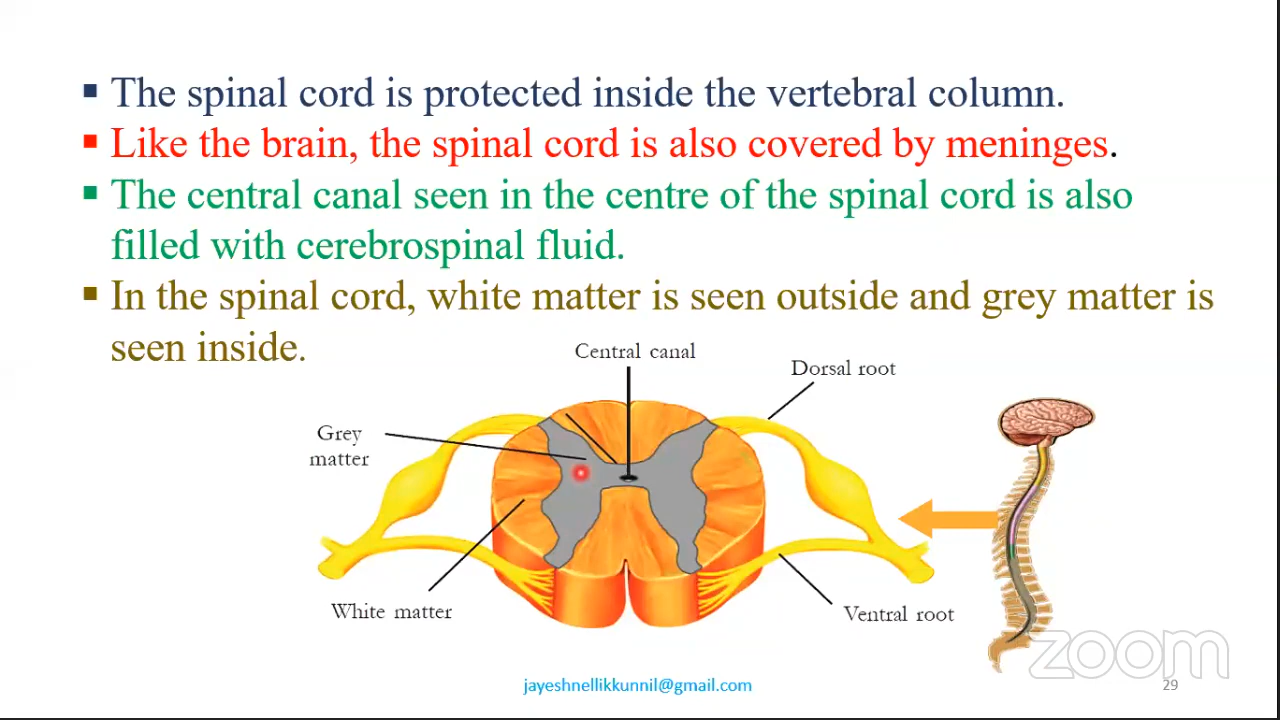 ▪ The spinal cord is protected inside the vertebral column.
▪ Like the brain, the spinal cord is also covered by meninges.
▪ The central canal seen in the centre of the spinal cord is also
filled with cerebrospinal fluid.
▪ In the spinal cord, white matter is seen outside and grey matter is
seen inside.
Central canal
Dorsal root
Grey
matter
White matter
Ventral root
zoom
jayeshnellikkunnil@gmail.com
29